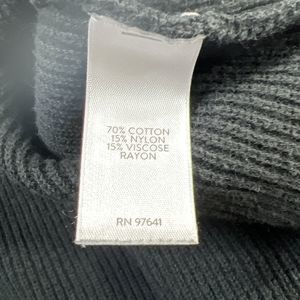 70% COTTON
15% NYLON
15% VISCOSE
RAYON
RN 97641